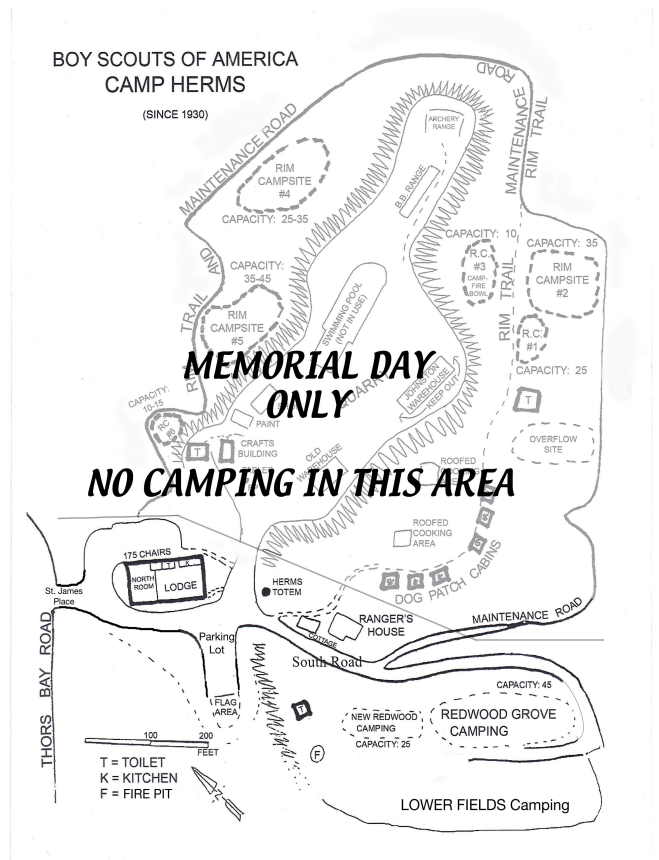 BOY SCOUTS OF AMERICA
CAMP HERMS
(SINCE 1930)
MAINTENANCE ROAD
ROAD
MAINTENANCE
RIM TRAIL
ARCHERY
RANGE
B.B. RANGE
RIM
CAMPSITE
#4
CAPACITY: 25-35
TRAIL AND
CAPACITY:
35-45
RIM
CAMPSITE
#5
SWIMMING POOL
(NOT IN USE)
CAPACITY: 10
R.C.
#3
CAMP-
FIRE
BOWL
RIM TRAIL
CAPACITY: 35
RIM
CAMPSITE
#2
R.C.
#1
CAPACITY: 25
T
OVERFLOW
SITE
MEMORIAL DAY
ONLY
JOHNSTON
WAREHOUSE
KEEP OUT
CAPACITY:
10-15
RC
#6
PAINT
T
CRAFTS
BUILDING
OLD
WAREHOUSE
ROOFED
NO CAMPING IN THIS AREA
ROOFED
COOKING
AREA
DOG PATCH CABINS
175 CHAIRS
T
K
NORTH
ROOM
LODGE
St. James
Place
HERMS
TOTEM
COTTAGE
RANGER'S
HOUSE
MAINTENANCE ROAD
THORS BAY ROAD
Parking
Lot
South Road
FLAG
AREA
T
F
NEW REDWOOD
CAMPING
CAPACITY: 25
CAPACITY: 45
REDWOOD GROVE
CAMPING
100 200
FEET
T = TOILET
K = KITCHEN
F = FIRE PIT
N
LOWER FIELDS Camping